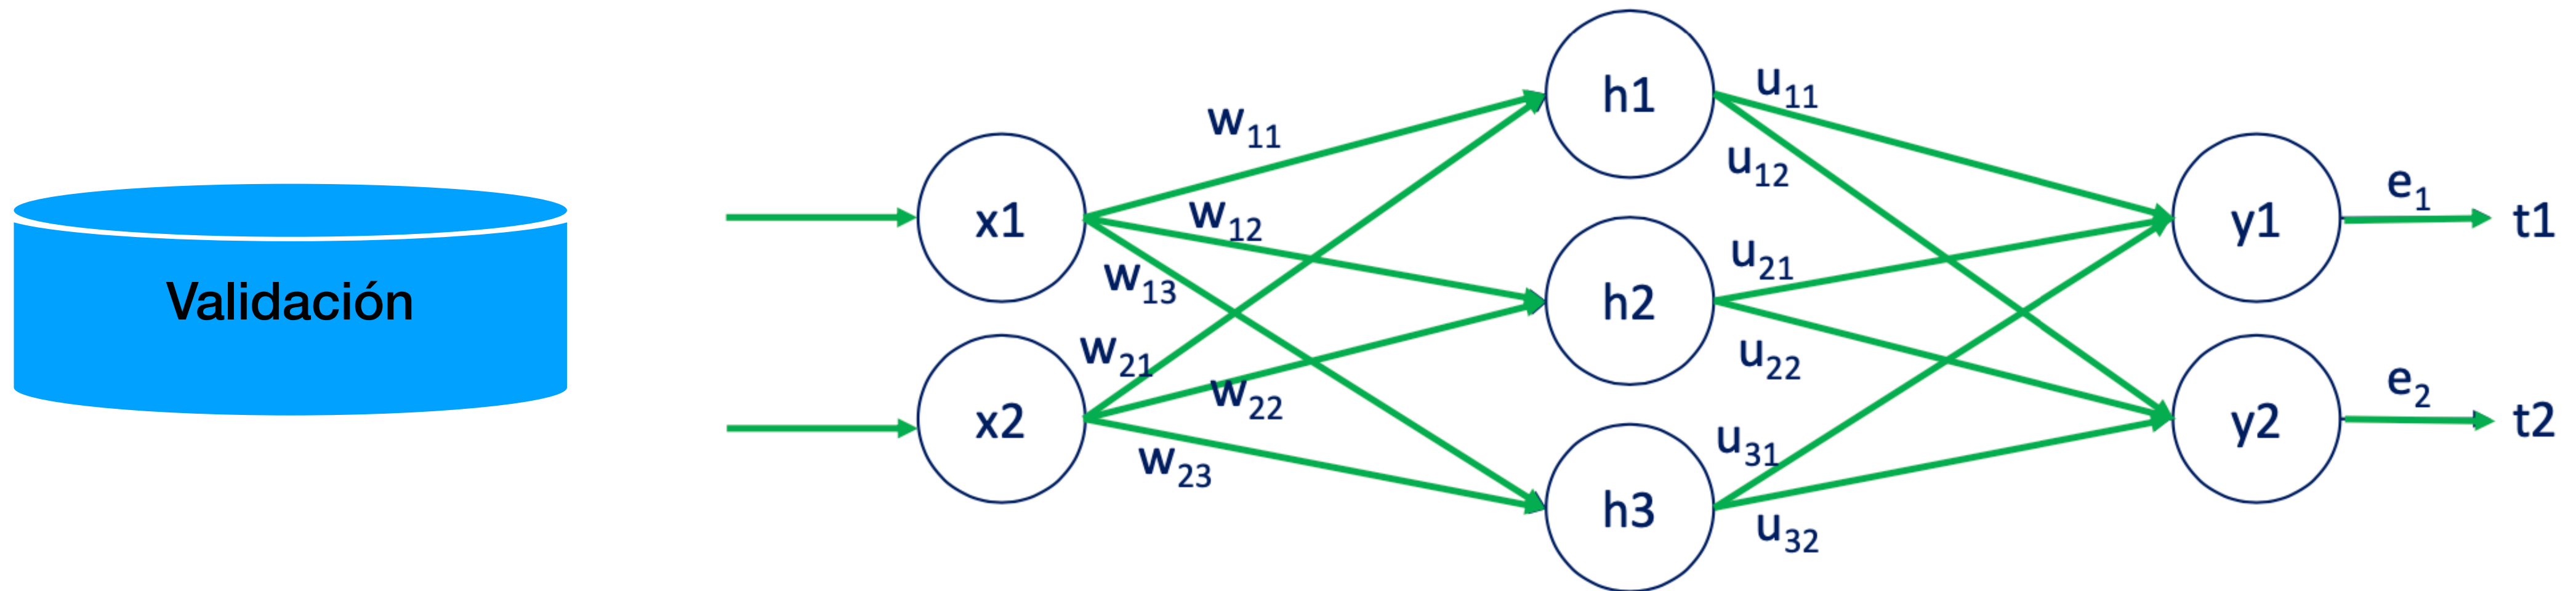 Validación
x1
x2
w₁₁
w₁₂
w₁₃
w₂₁
w₂₂
w₂₃
h1
h2
h3
u₁₁
u₁₂
u₂₁
u₂₂
u₃₁
u₃₂
y1
y2
e₁
t1
e₂
t2